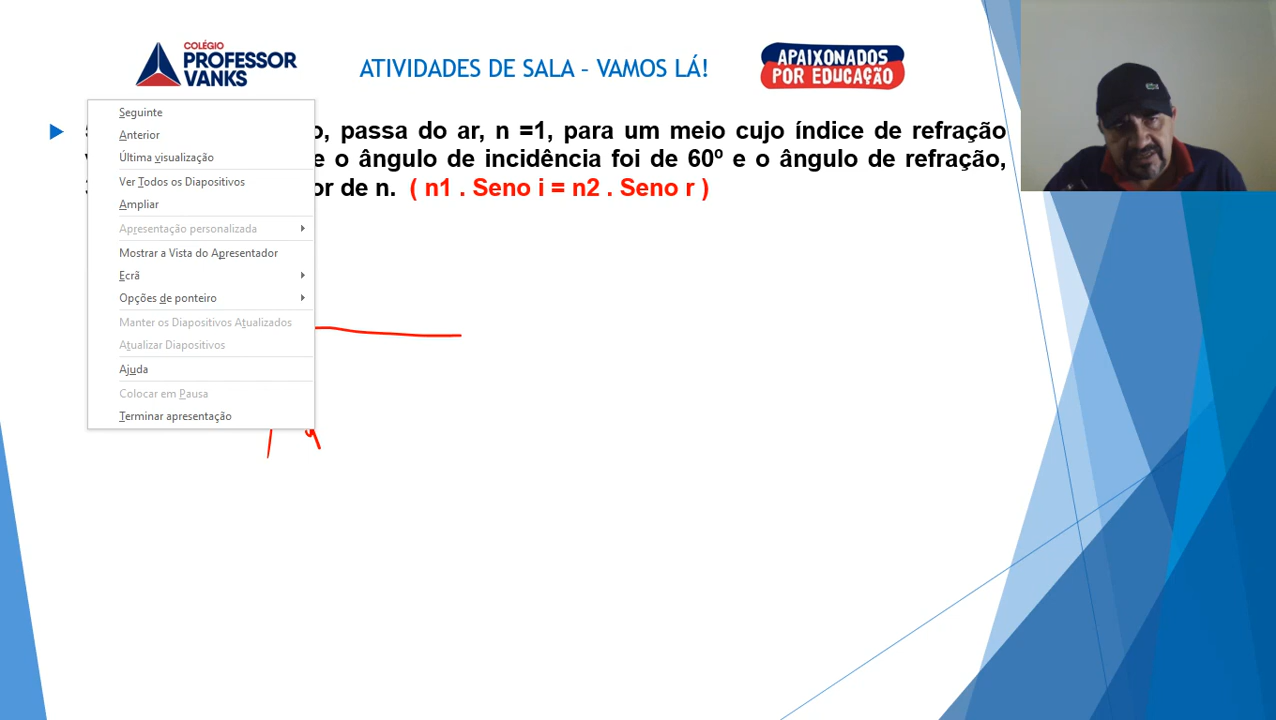 COLÉGIO
PROFESSOR
VANKS
ATIVIDADES DE SALA – VAMOS LÁ!
APAIXONADOS
POR EDUCAÇÃO
passa do ar, n =1, para um meio cujo índice de refração
e o ângulo de incidência foi de 60º e o ângulo de refração,
de n. ( n1 . Seno i = n2 . Seno r )
Seguinte
Anterior
Última visualização
Ver Todos os Diapositivos
Ampliar
Apresentação personalizada
Mostrar a Vista do Apresentador
Ecrã
Opções de ponteiro
Manter os Diapositivos Atualizados
Atualizar Diapositivos
Ajuda
Colocar em Pausa
Terminar apresentação